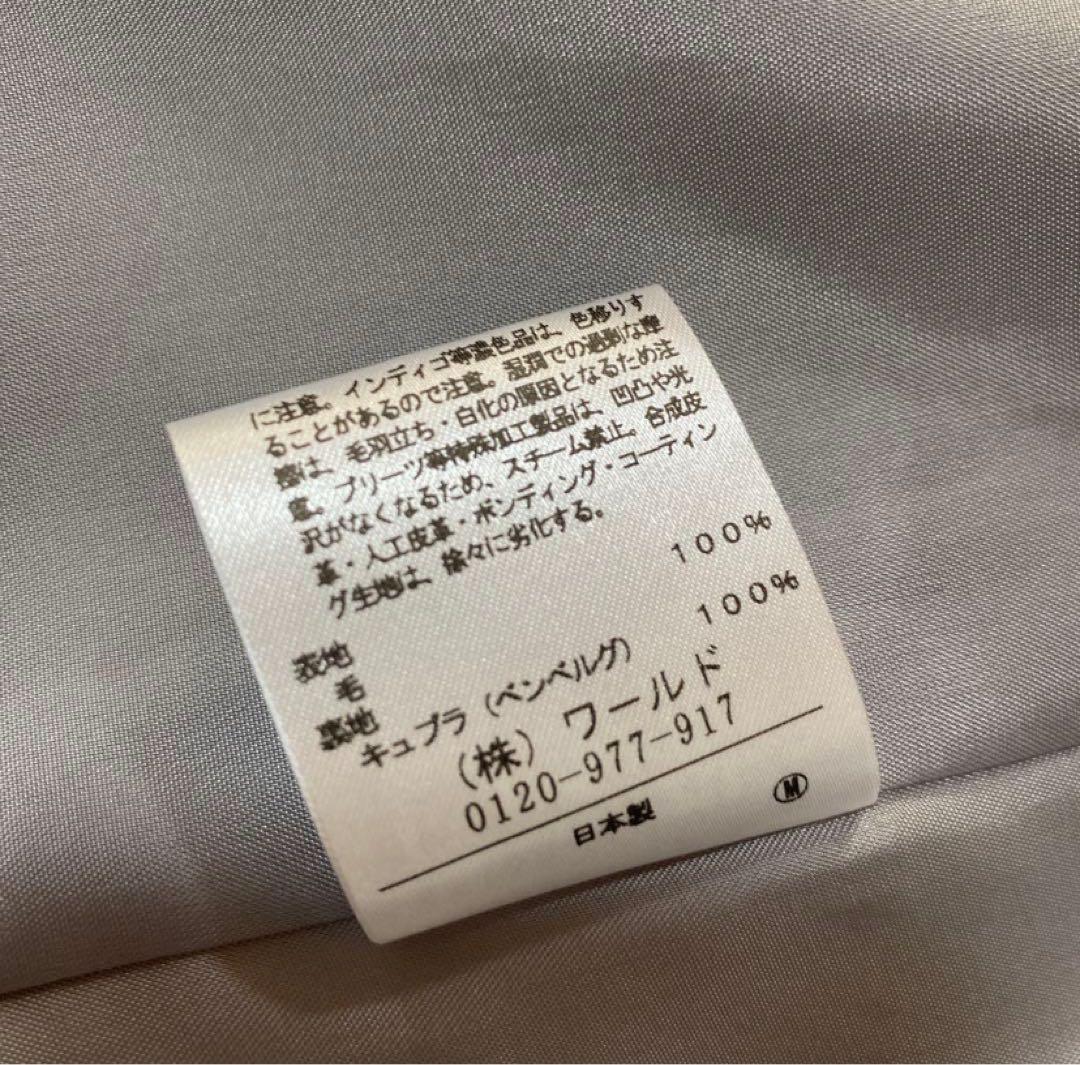 に注意。インディゴ等濃色品は、色移りす
ることがあるので注意。湿潤での過剰な摩
擦は、毛羽立ち・白化の原因となるため注
意。プリーツ等特殊加工製品は、凹凸や光
沢がなくなるため、スチーム禁止。合成皮
革・人工皮革・ボンディング・コーティン
グ生地は、徐々に劣化する。
表地
毛 100%
裏地
キュプラ（ベンベルグ） 100%
（株）ワールド
0120-977-917
日本製 M